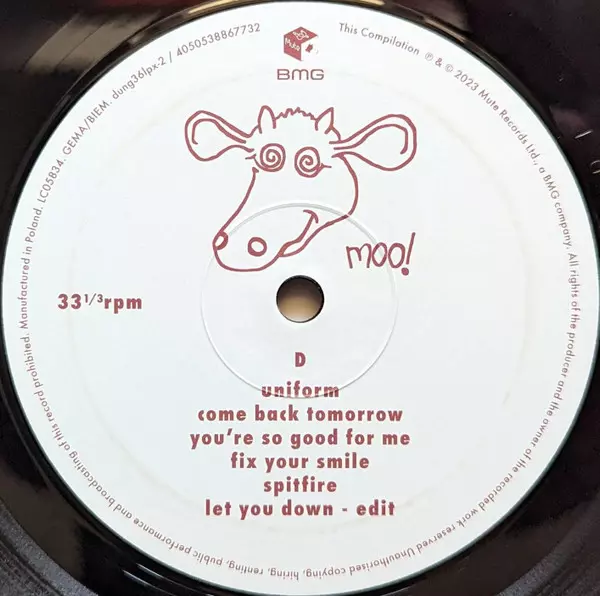 Manufactured in Poland. LC05834. GEMA/BIEM. dung36lpx-2 / 4050538867732
Mute
BMG
This Compilation ℗ & © 2023 Mute Records Ltd., a BMG company. All rights of the producer and the owner of the recorded work reserved. Unauthorised copying, hiring, renting, public performance and broadcasting of this record prohibited.
moo!
33 1/3 rpm
D
uniform
come back tomorrow
you're so good for me
fix your smile
spitfire
let you down - edit